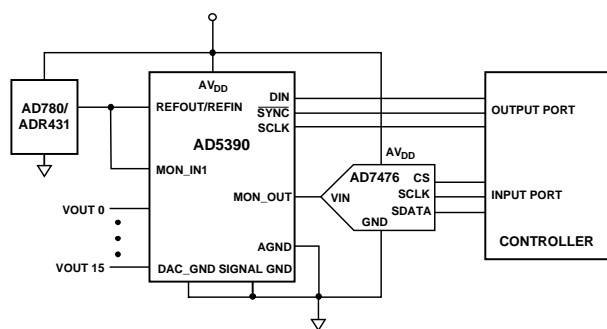 AD780/
ADR431
AVDD
REFOUT/REFIN
AD5390
MON_IN1
VOUT 0
VOUT 15
DAC_GND SIGNAL GND
DIN
SYNC
SCLK
MON_OUT
AGND
AVDD
AD7476
VIN
GND
CS
SCLK
SDATA
OUTPUT PORT
INPUT PORT
CONTROLLER